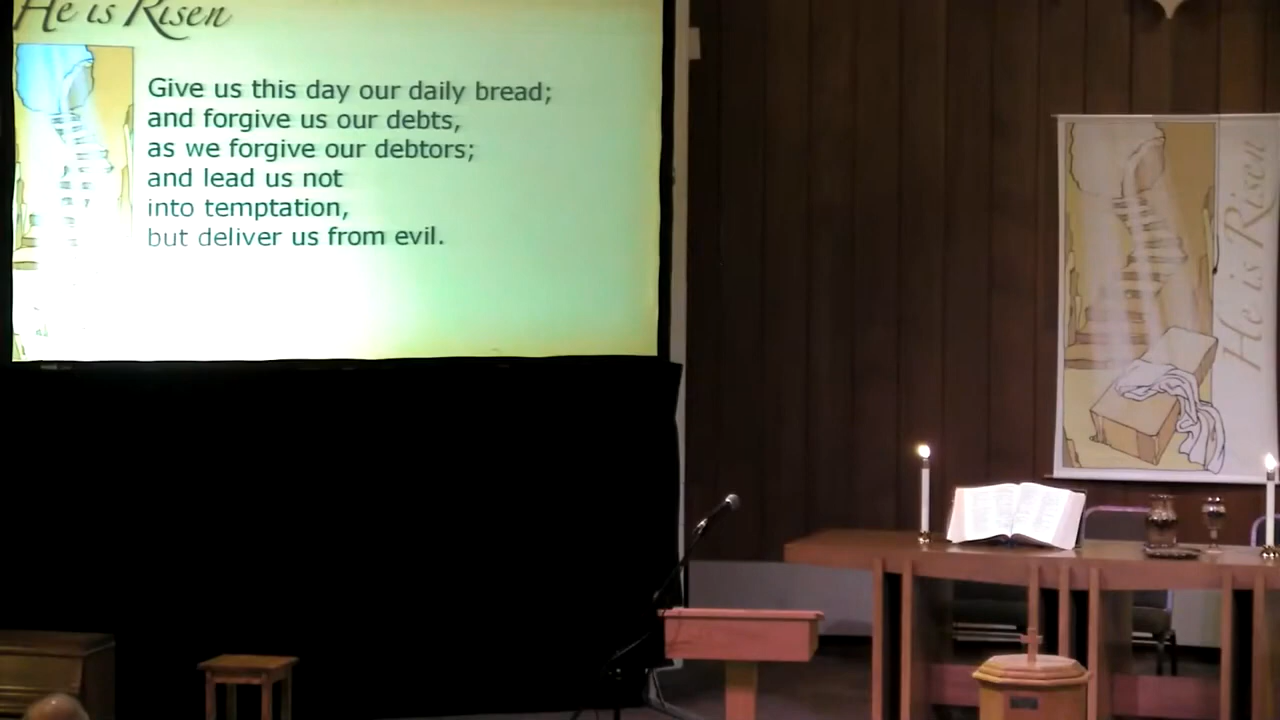 He is Risen
Give us this day our daily bread;
and forgive us our debts,
as we forgive our debtors;
and lead us not
into temptation,
but deliver us from evil.
He is Risen